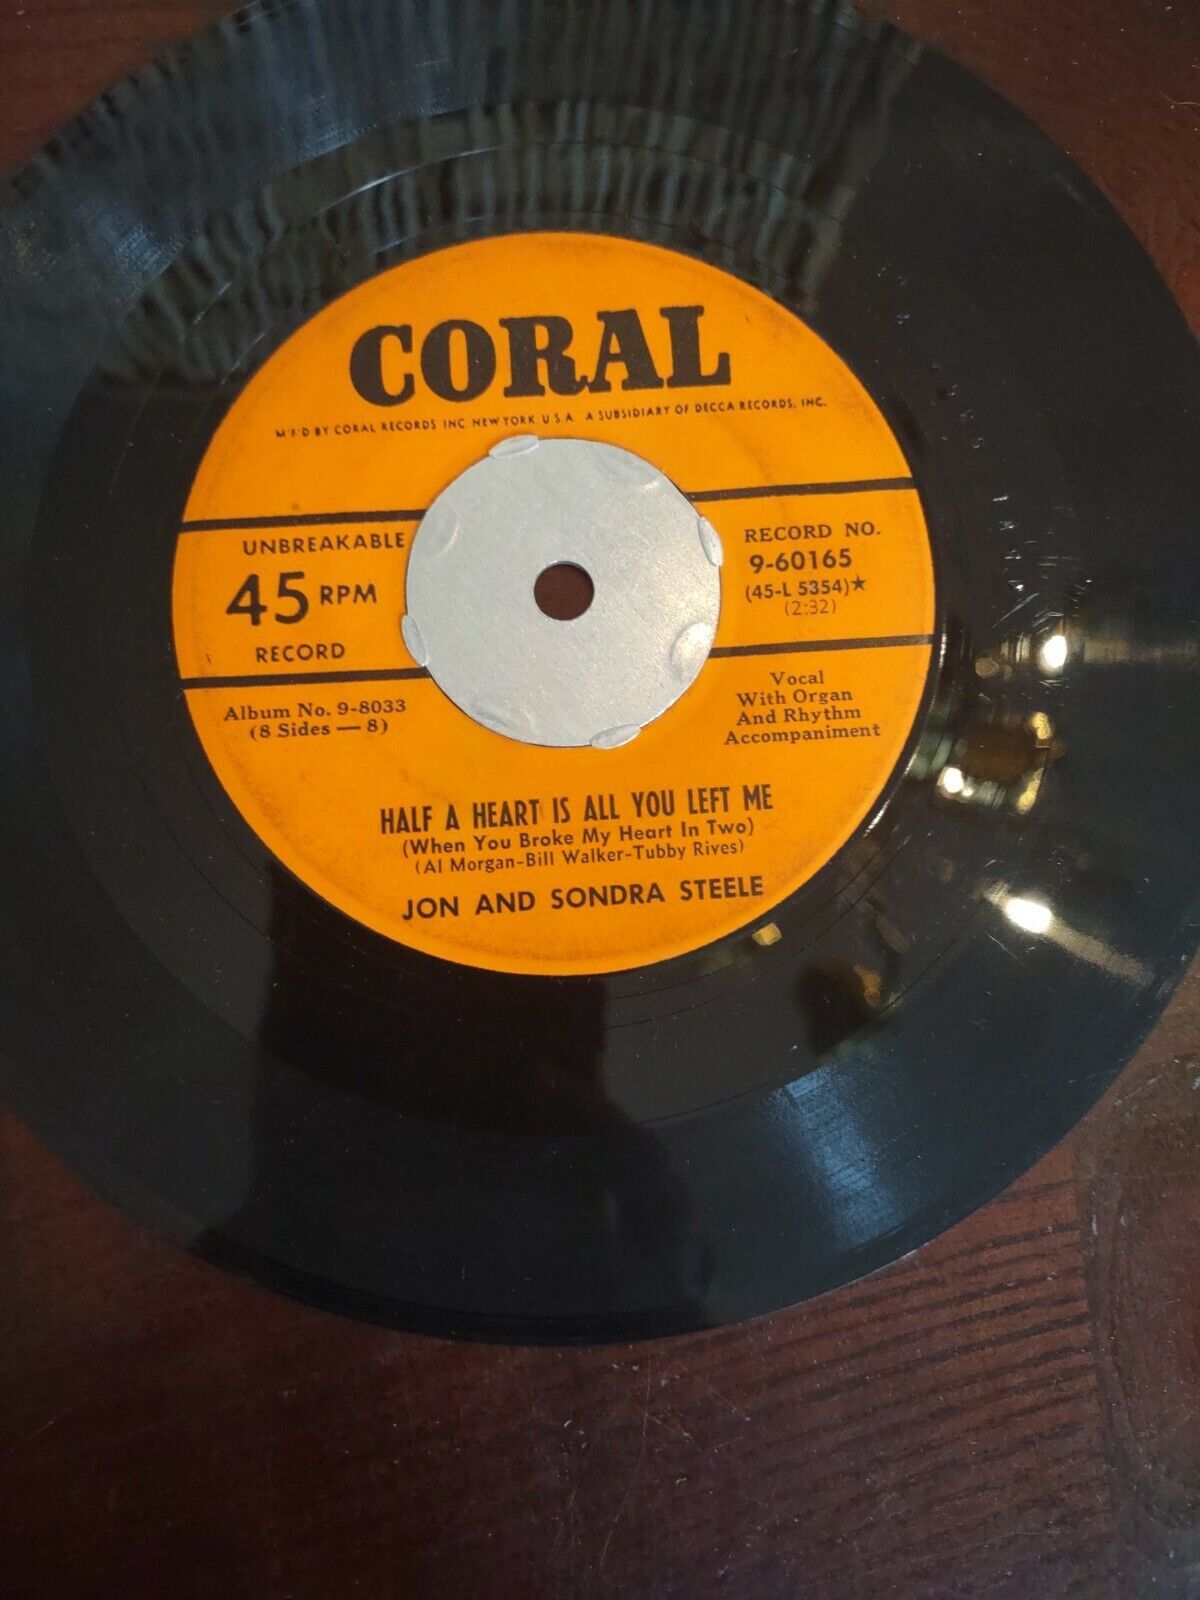 CORAL
M'F'D BY CORAL RECORDS INC NEW YORK, U.S.A. A SUBSIDIARY OF DECCA RECORDS, INC.
UNBREAKABLE
45 RPM
RECORD
RECORD NO.
9-60165
(45-L 5354)★
(2:32)
Album No. 9-8033
(8 Sides — 8)
Vocal
With Organ
And Rhythm
Accompaniment
HALF A HEART IS ALL YOU LEFT ME
(When You Broke My Heart In Two)
(Al Morgan-Bill Walker-Tubby Rives)
JON AND SONDRA STEELE